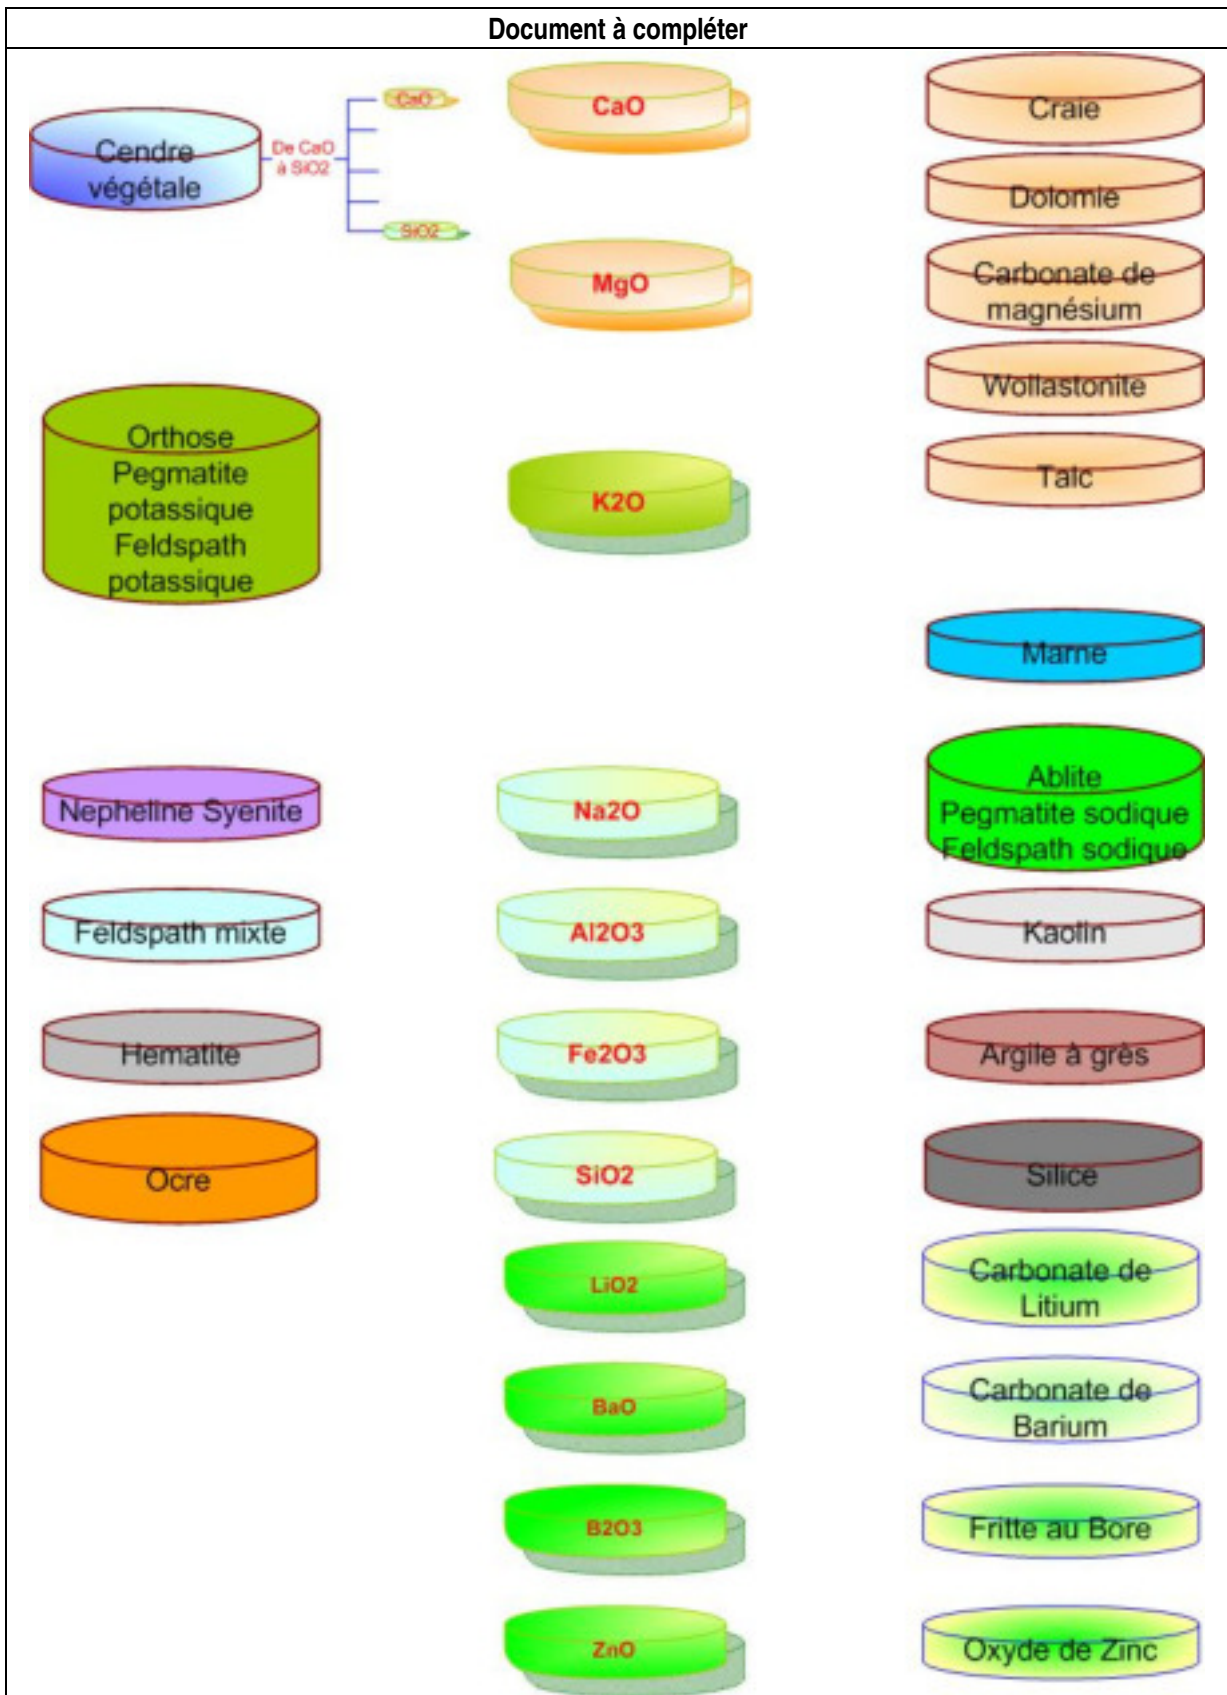 Document à compléter
Cendre
végétale
De CaO
à SiO2
CaO
SiO2
Orthose
Pegmatite
potassique
Feldspath
potassique
Nepheline Syenite
Feldspath mixte
Hematite
Ocre
CaO
MgO
K2O
Na2O
Al2O3
Fe2O3
SiO2
LiO2
BaO
B2O3
ZnO
Craie
Dolomie
Carbonate de
magnésium
Wollastonite
Talc
Marne
Ablite
Pegmatite sodique
Feldspath sodique
Kaolin
Argile à grès
Silice
Carbonate de
Litium
Carbonate de
Barium
Fritte au Bore
Oxyde de Zinc